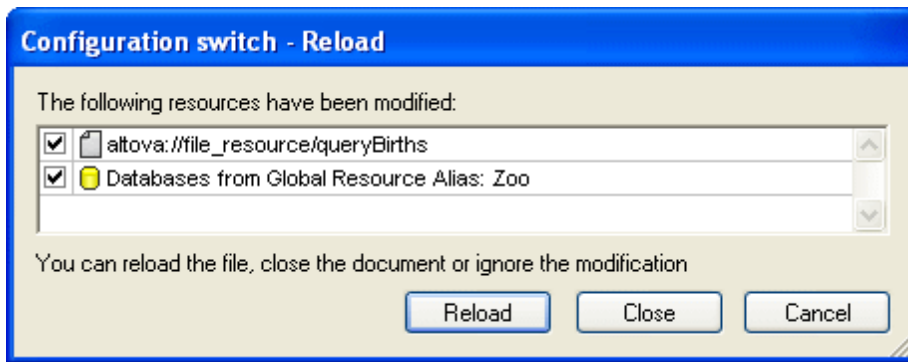 Configuration switch - Reload
The following resources have been modified:
altova://file_resource/queryBirths
Databases from Global Resource Alias: Zoo
You can reload the file, close the document or ignore the modification
Reload Close Cancel